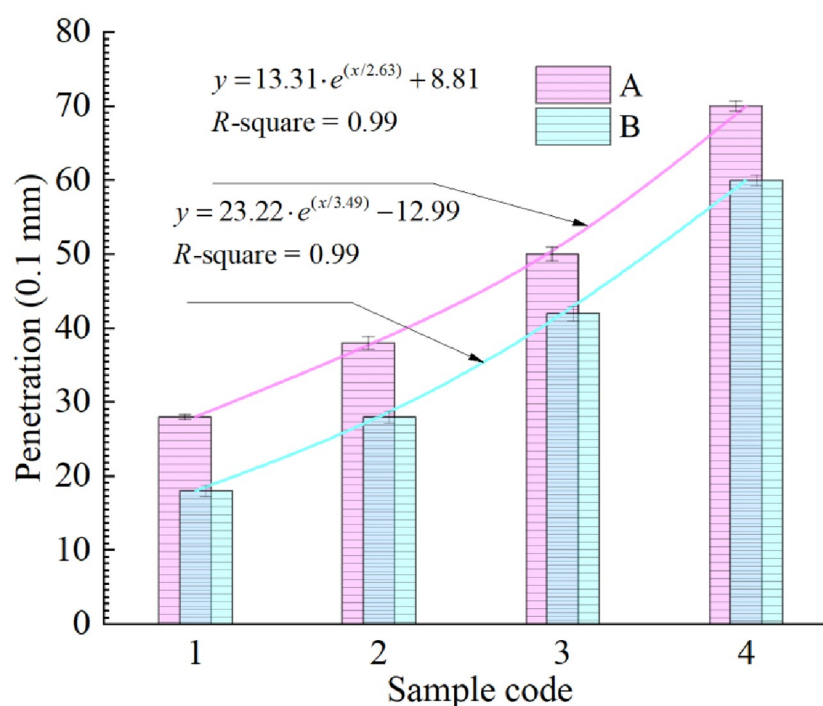 80
70
60
50
40
30
20
10
0
Penetration (0.1 mm)
y = 13.31·e^(x/2.63) + 8.81
R-square = 0.99
y = 23.22·e^(x/3.49) − 12.99
R-square = 0.99
A
B
1 2 3 4
Sample code